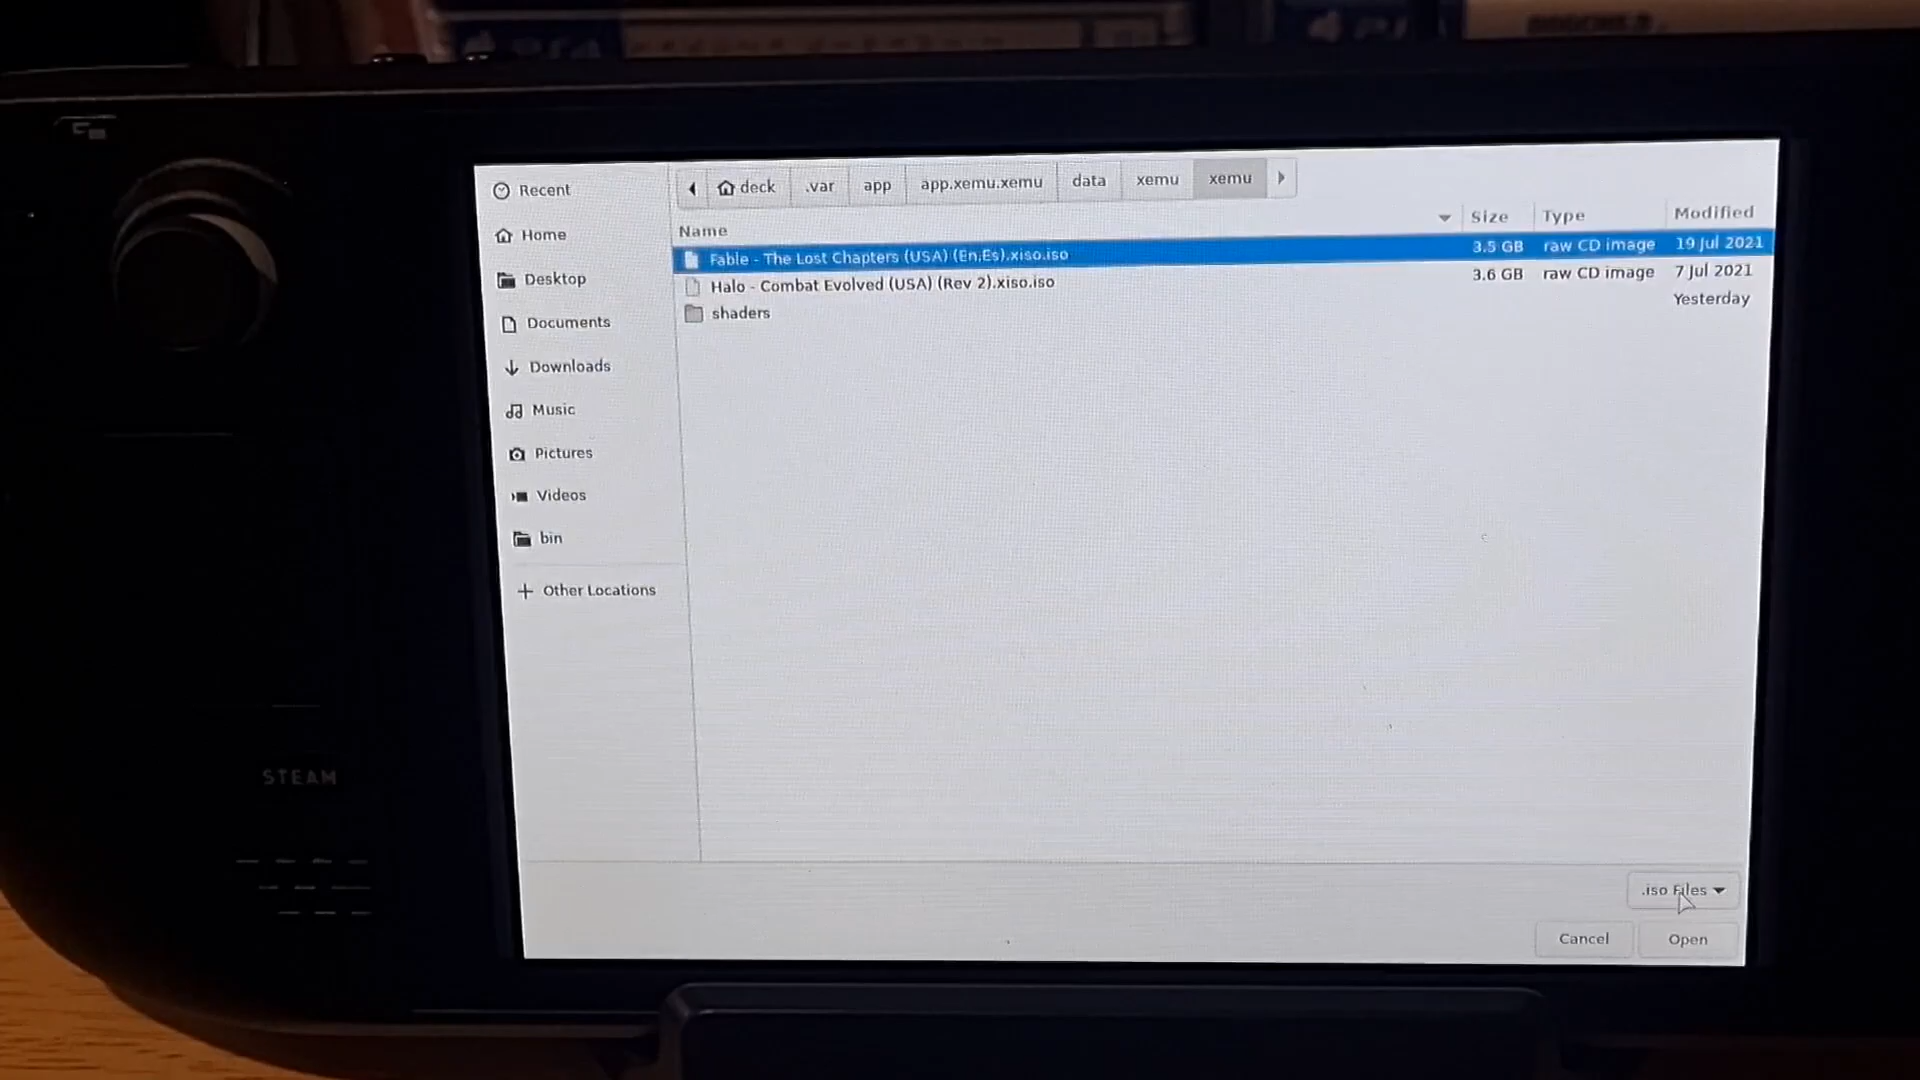 Recent
Home
Desktop
Documents
Downloads
Music
Pictures
Videos
bin
Other Locations
deck .var app app.xemu.xemu data xemu xemu
Name Size Type Modified
Fable - The Lost Chapters (USA) (En,Es).xiso.iso 3.5 GB raw CD image 19 Jul 2021
Halo - Combat Evolved (USA) (Rev 2).xiso.iso 3.6 GB raw CD image 7 Jul 2021
shaders Yesterday
.iso Files
Cancel Open
STEAM